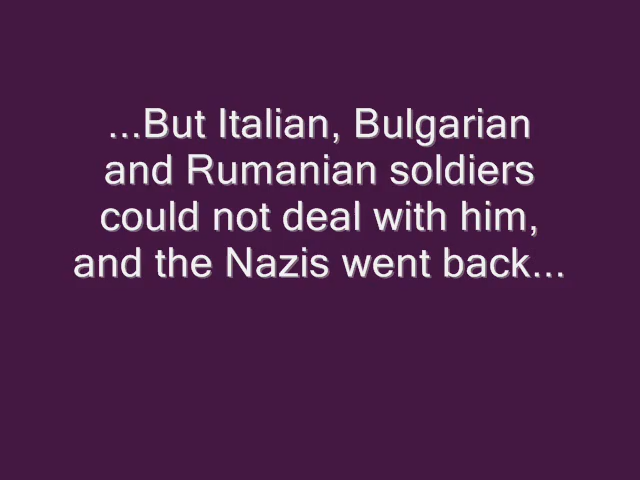 ...But Italian, Bulgarian
and Rumanian soldiers
could not deal with him,
and the Nazis went back...